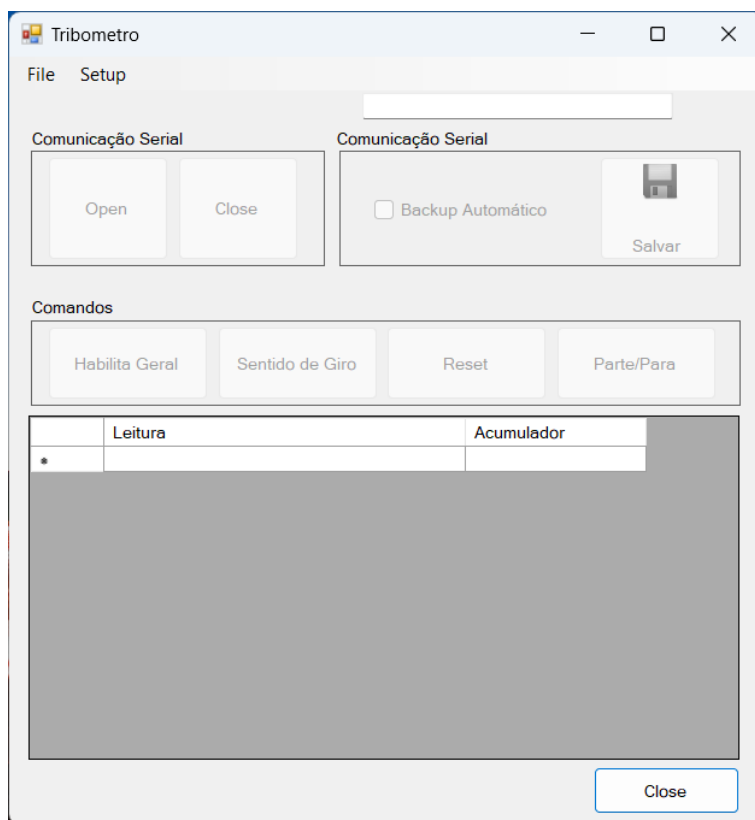 Tribometro
File Setup
Comunicação Serial Comunicação Serial
Open Close Backup Automático
Salvar
Comandos
Habilita Geral Sentido de Giro Reset Parte/Para
Leitura Acumulador
*
Close